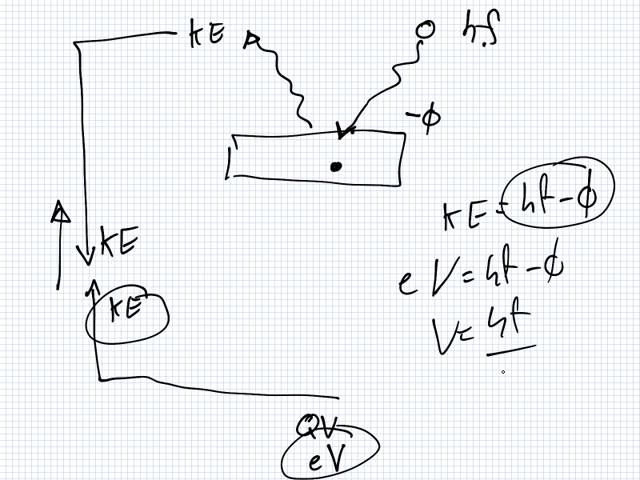 KE
hf
-ϕ
KE = hf - ϕ
KE
eV = hf - ϕ
KE
V = hf
QV
eV